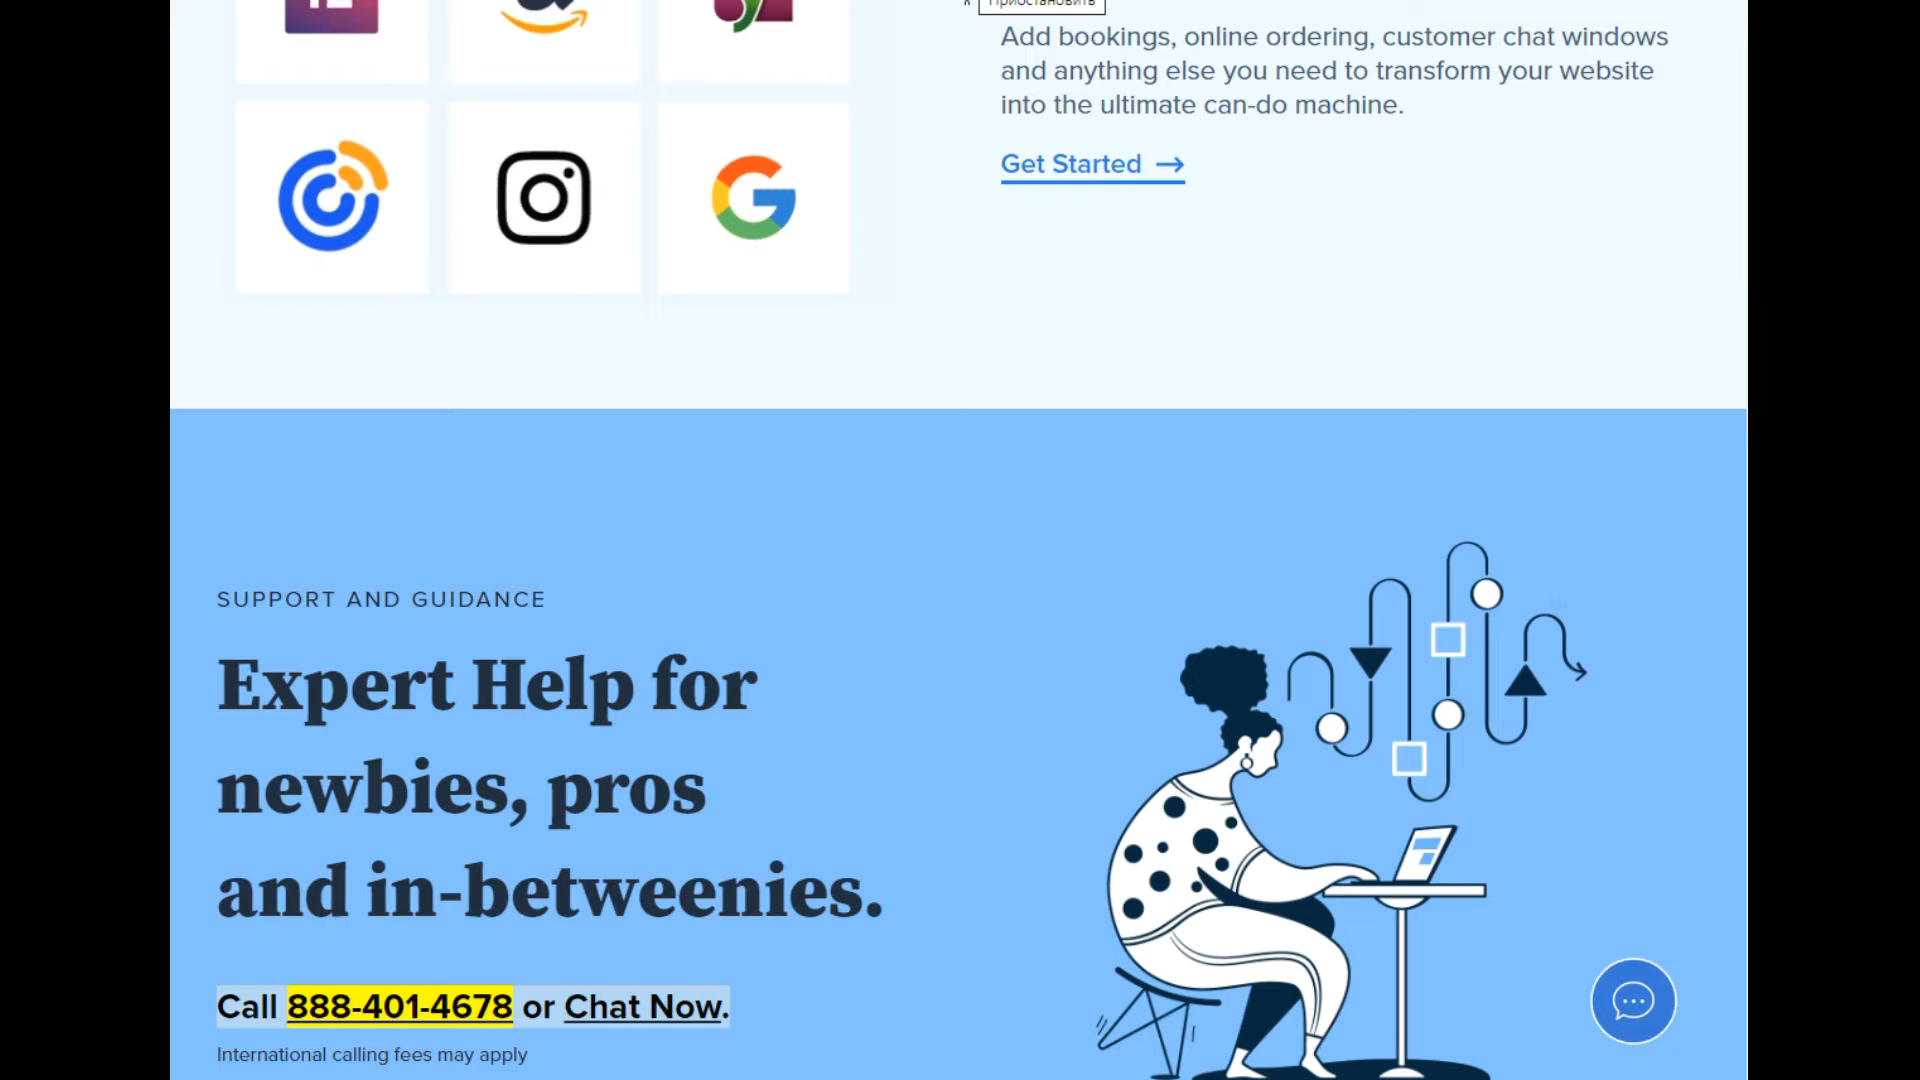 Приостановить
Add bookings, online ordering, customer chat windows
and anything else you need to transform your website
into the ultimate can-do machine.
Get Started →
SUPPORT AND GUIDANCE
Expert Help for
newbies, pros
and in-betweenies.
Call 888-401-4678 or Chat Now.
International calling fees may apply